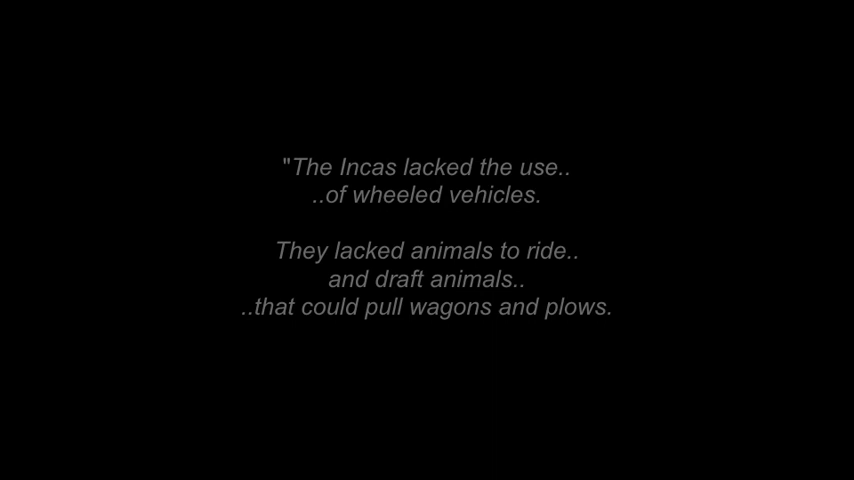 "The Incas lacked the use..
..of wheeled vehicles.
They lacked animals to ride..
and draft animals..
..that could pull wagons and plows.